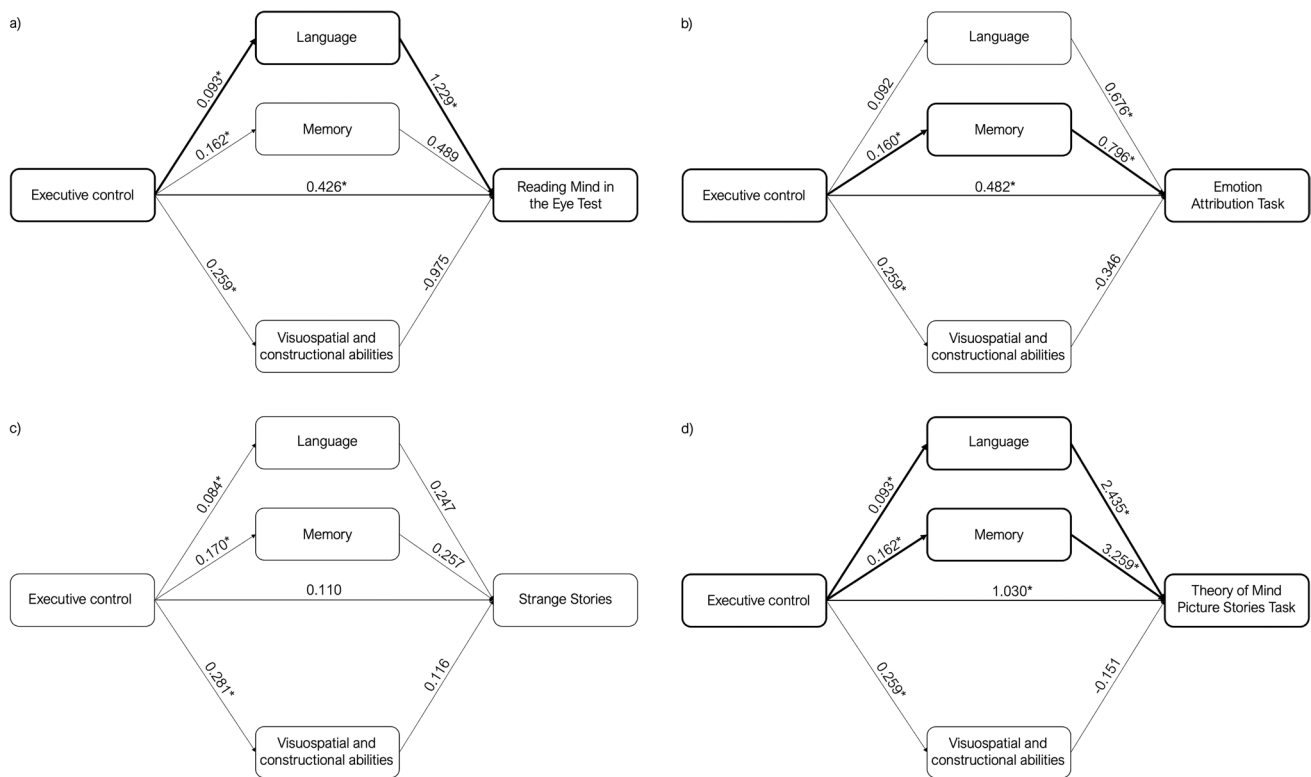 a)
Language
0.093*
1.229*
0.162*
Memory
0.489
Executive control
0.426*
Reading Mind in
the Eye Test
0.259*
-0.975
Visuospatial and
constructional abilities
b)
Language
0.092
0.676*
Memory
0.160*
0.796*
Executive control
0.482*
Emotion
Attribution Task
0.259*
-0.346
Visuospatial and
constructional abilities
c)
Language
0.084*
0.247
0.170*
Memory
0.257
Executive control
0.110
Strange Stories
0.281*
0.116
Visuospatial and
constructional abilities
d)
Language
0.093*
2.435*
0.162*
Memory
3.259*
Executive control
1.030*
Theory of Mind
Picture Stories Task
0.259*
-0.151
Visuospatial and
constructional abilities